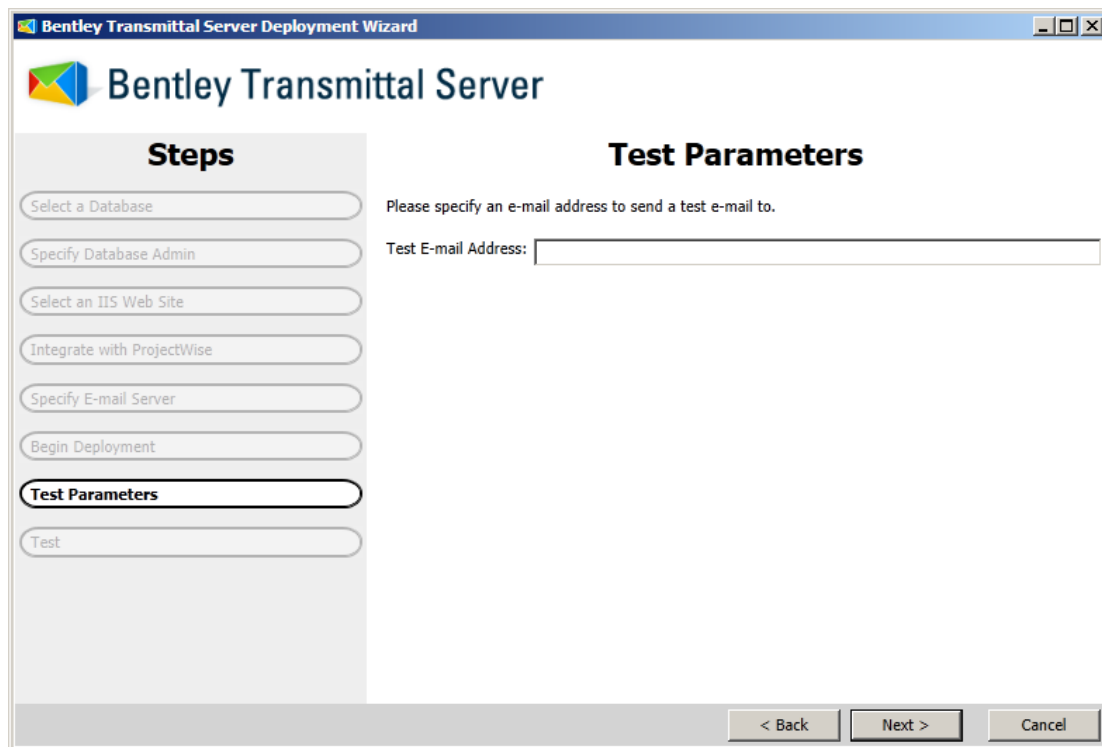 Bentley Transmittal Server Deployment Wizard
Bentley Transmittal Server
Steps
Select a Database
Specify Database Admin
Select an IIS Web Site
Integrate with ProjectWise
Specify E-mail Server
Begin Deployment
Test Parameters
Test
Test Parameters
Please specify an e-mail address to send a test e-mail to.
Test E-mail Address:
< Back
Next >
Cancel